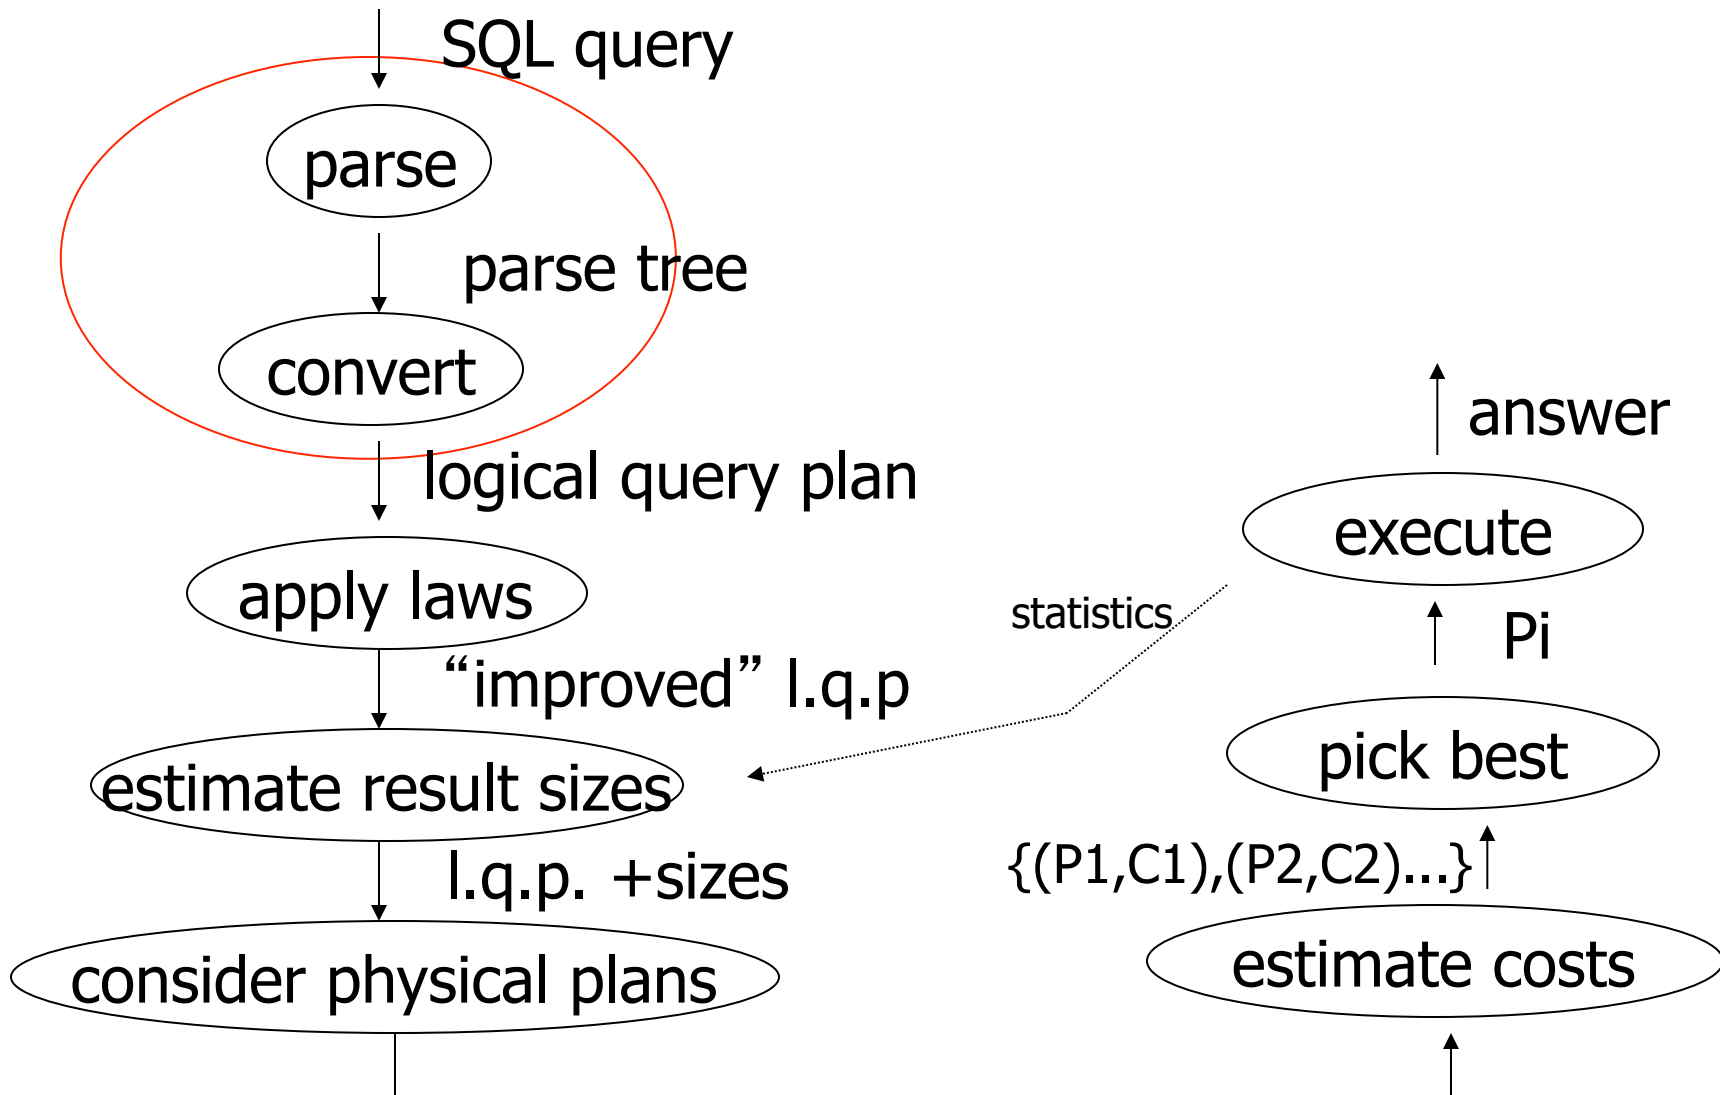 SQL query
parse
parse tree
convert
logical query plan
apply laws
“improved” l.q.p
estimate result sizes
l.q.p. +sizes
consider physical plans
statistics
answer
execute
Pi
pick best
{(P1,C1),(P2,C2)...}
estimate costs